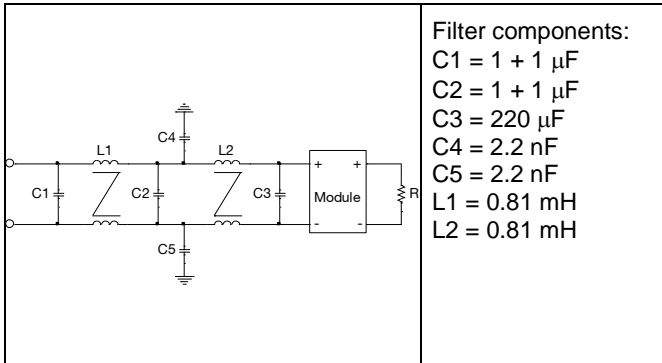 L1
C4
L2
C1
C2
C3
+ +
Module
- -
R
C5
Filter components:
C1 = 1 + 1 μF
C2 = 1 + 1 μF
C3 = 220 μF
C4 = 2.2 nF
C5 = 2.2 nF
L1 = 0.81 mH
L2 = 0.81 mH